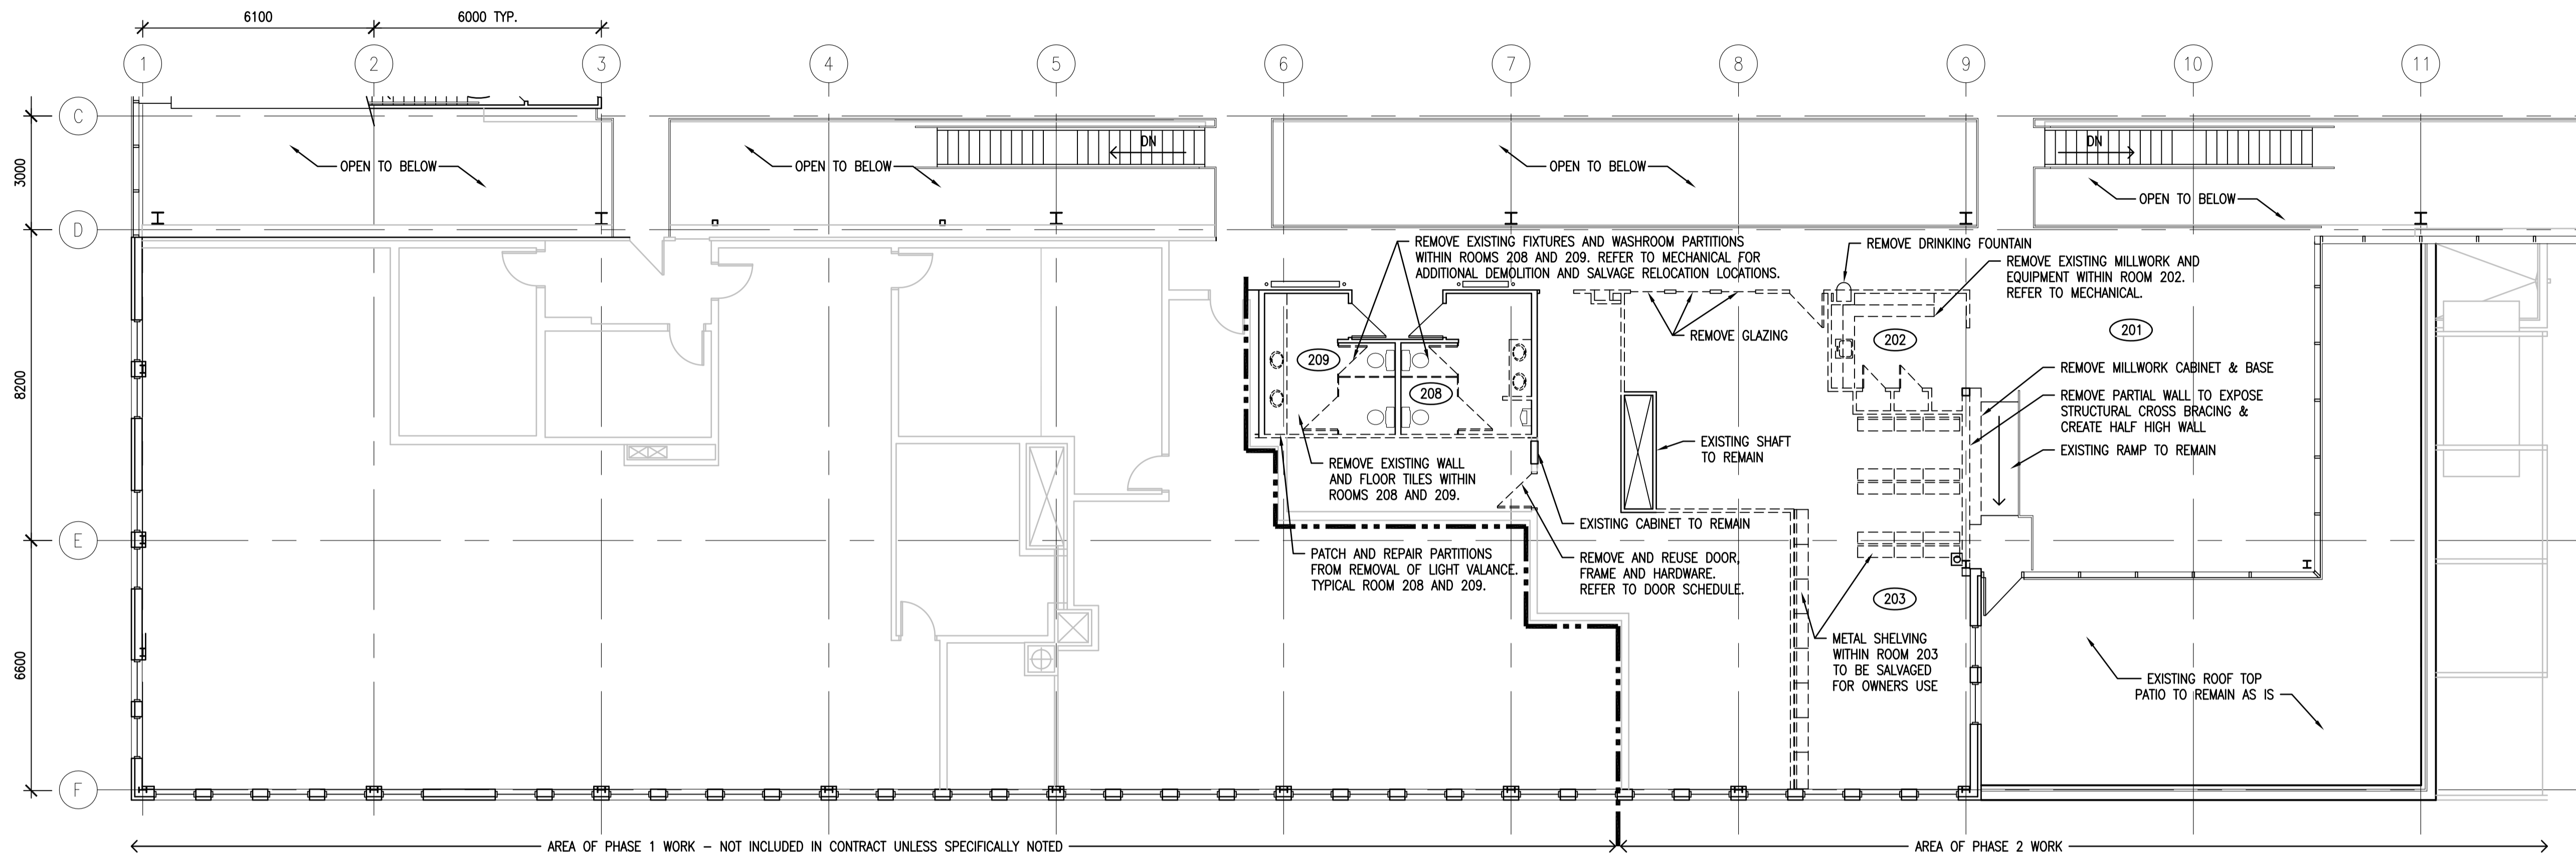 6100
6000 TYP.
1
2
3
4
5
6
7
8
9
10
11
C
D
E
F
3000
8200
6600
OPEN TO BELOW
OPEN TO BELOW
DN
OPEN TO BELOW
DN
OPEN TO BELOW
REMOVE EXISTING FIXTURES AND WASHROOM PARTITIONS
WITHIN ROOMS 208 AND 209. REFER TO MECHANICAL FOR
ADDITIONAL DEMOLITION AND SALVAGE RELOCATION LOCATIONS.
REMOVE DRINKING FOUNTAIN
REMOVE EXISTING MILLWORK AND
EQUIPMENT WITHIN ROOM 202.
REFER TO MECHANICAL.
REMOVE GLAZING
209
208
202
201
REMOVE MILLWORK CABINET & BASE
REMOVE PARTIAL WALL TO EXPOSE
STRUCTURAL CROSS BRACING &
CREATE HALF HIGH WALL
EXISTING RAMP TO REMAIN
EXISTING SHAFT
TO REMAIN
REMOVE EXISTING WALL
AND FLOOR TILES WITHIN
ROOMS 208 AND 209.
EXISTING CABINET TO REMAIN
PATCH AND REPAIR PARTITIONS
FROM REMOVAL OF LIGHT VALANCE.
TYPICAL ROOM 208 AND 209.
REMOVE AND REUSE DOOR,
FRAME AND HARDWARE.
REFER TO DOOR SCHEDULE.
203
METAL SHELVING
WITHIN ROOM 203
TO BE SALVAGED
FOR OWNERS USE
EXISTING ROOF TOP
PATIO TO REMAIN AS IS
AREA OF PHASE 1 WORK – NOT INCLUDED IN CONTRACT UNLESS SPECIFICALLY NOTED
AREA OF PHASE 2 WORK